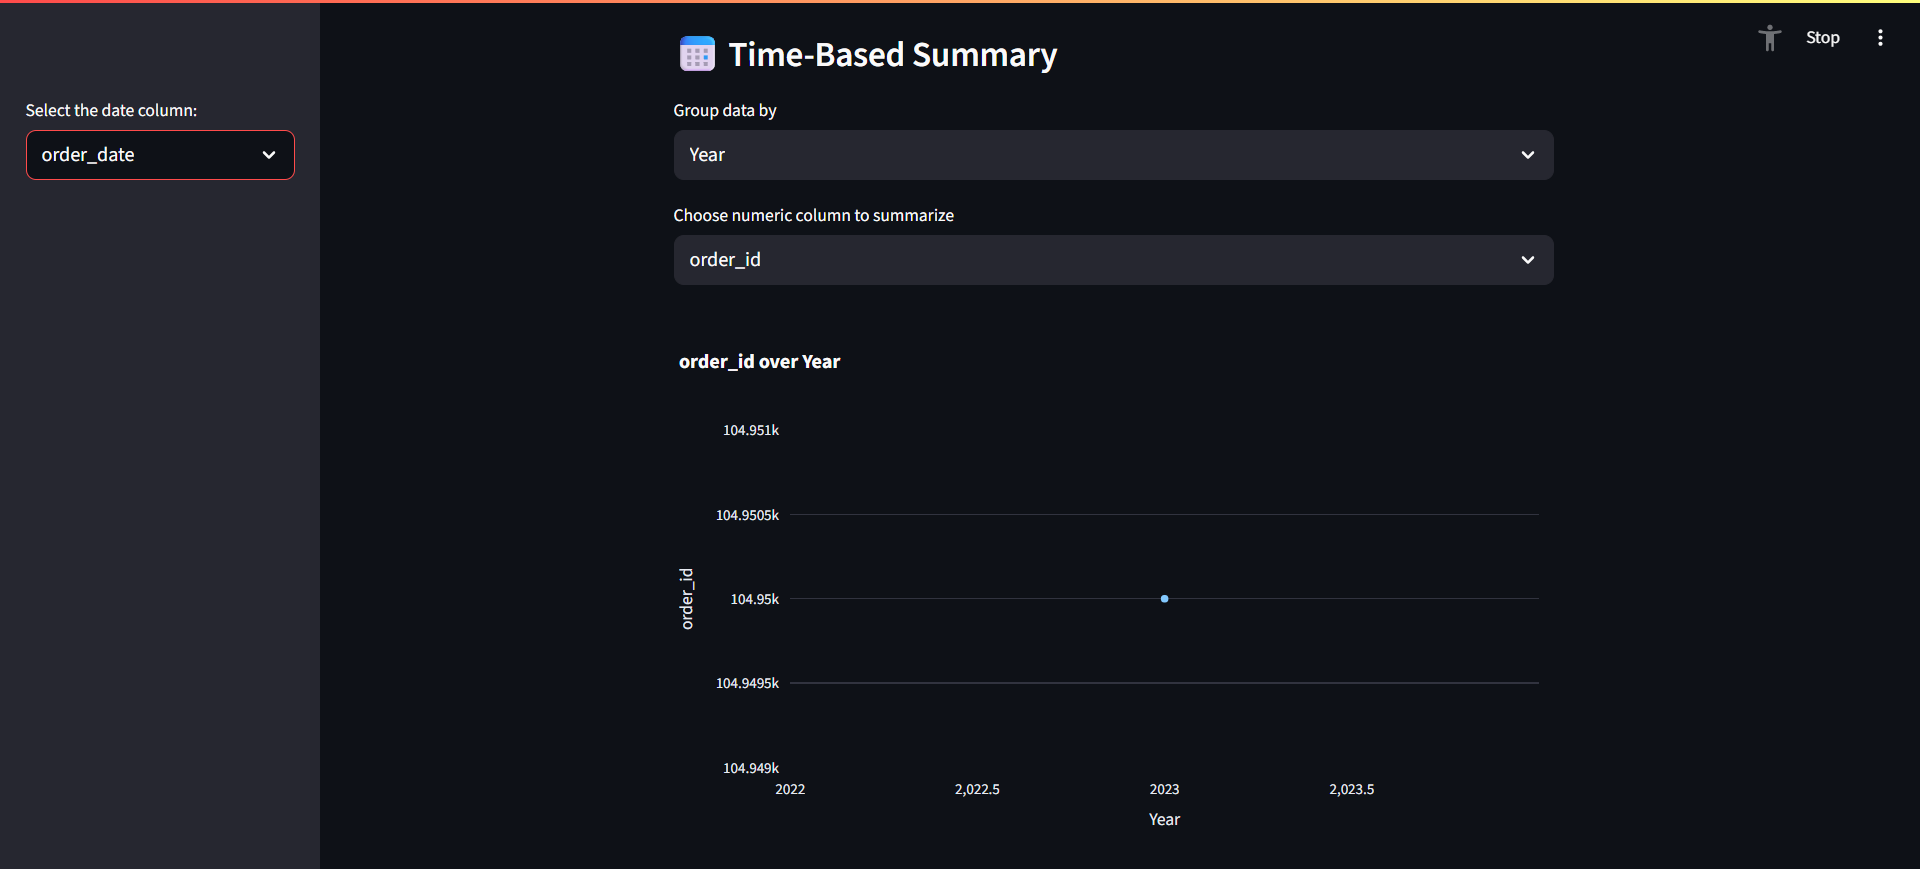 Stop
Select the date column:
order_date
Time-Based Summary
Group data by
Year
Choose numeric column to summarize
order_id
order_id over Year
104.951k
104.9505k
104.95k
104.9495k
104.949k
order_id
2022
2,022.5
2023
2,023.5
Year